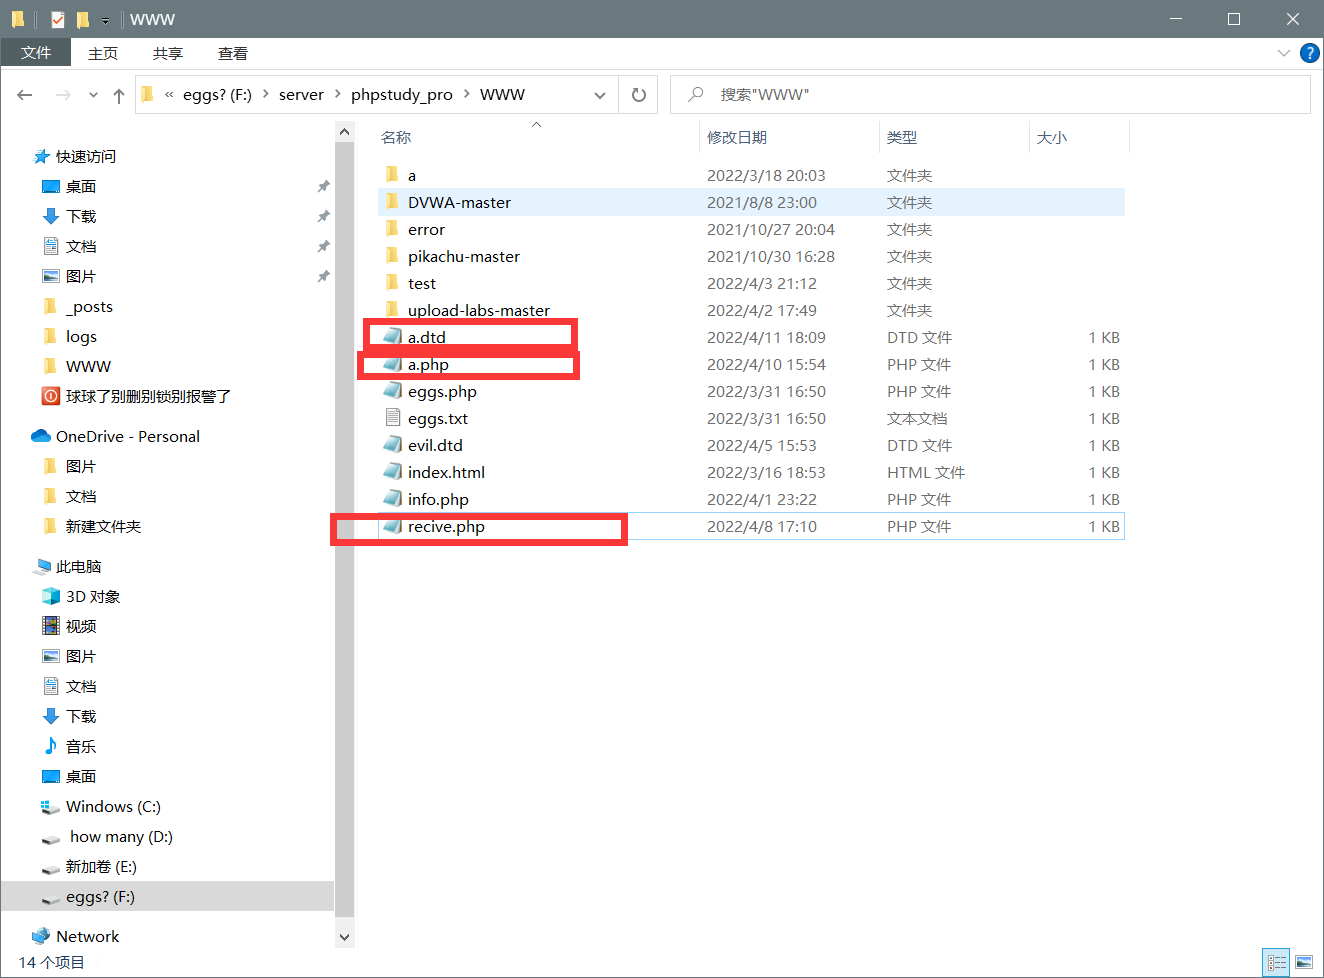 WWW
文件 主页 共享 查看
« eggs? (F:) > server > phpstudy_pro > WWW
搜索"WWW"
快速访问
桌面
下载
文档
图片
_posts
logs
WWW
球球了别删别锁别报警了
OneDrive - Personal
图片
文档
新建文件夹
此电脑
3D 对象
视频
图片
文档
下载
音乐
桌面
Windows (C:)
how many (D:)
新加卷 (E:)
eggs? (F:)
Network
名称 修改日期 类型 大小
a 2022/3/18 20:03 文件夹
DVWA-master 2021/8/8 23:00 文件夹
error 2021/10/27 20:04 文件夹
pikachu-master 2021/10/30 16:28 文件夹
test 2022/4/3 21:12 文件夹
upload-labs-master 2022/4/2 17:49 文件夹
a.dtd 2022/4/11 18:09 DTD 文件 1 KB
a.php 2022/4/10 15:54 PHP 文件 1 KB
eggs.php 2022/3/31 16:50 PHP 文件 1 KB
eggs.txt 2022/3/31 16:50 文本文档 1 KB
evil.dtd 2022/4/5 15:53 DTD 文件 1 KB
index.html 2022/3/16 18:53 HTML 文件 1 KB
info.php 2022/4/1 23:22 PHP 文件 1 KB
recive.php 2022/4/8 17:10 PHP 文件 1 KB
14 个项目